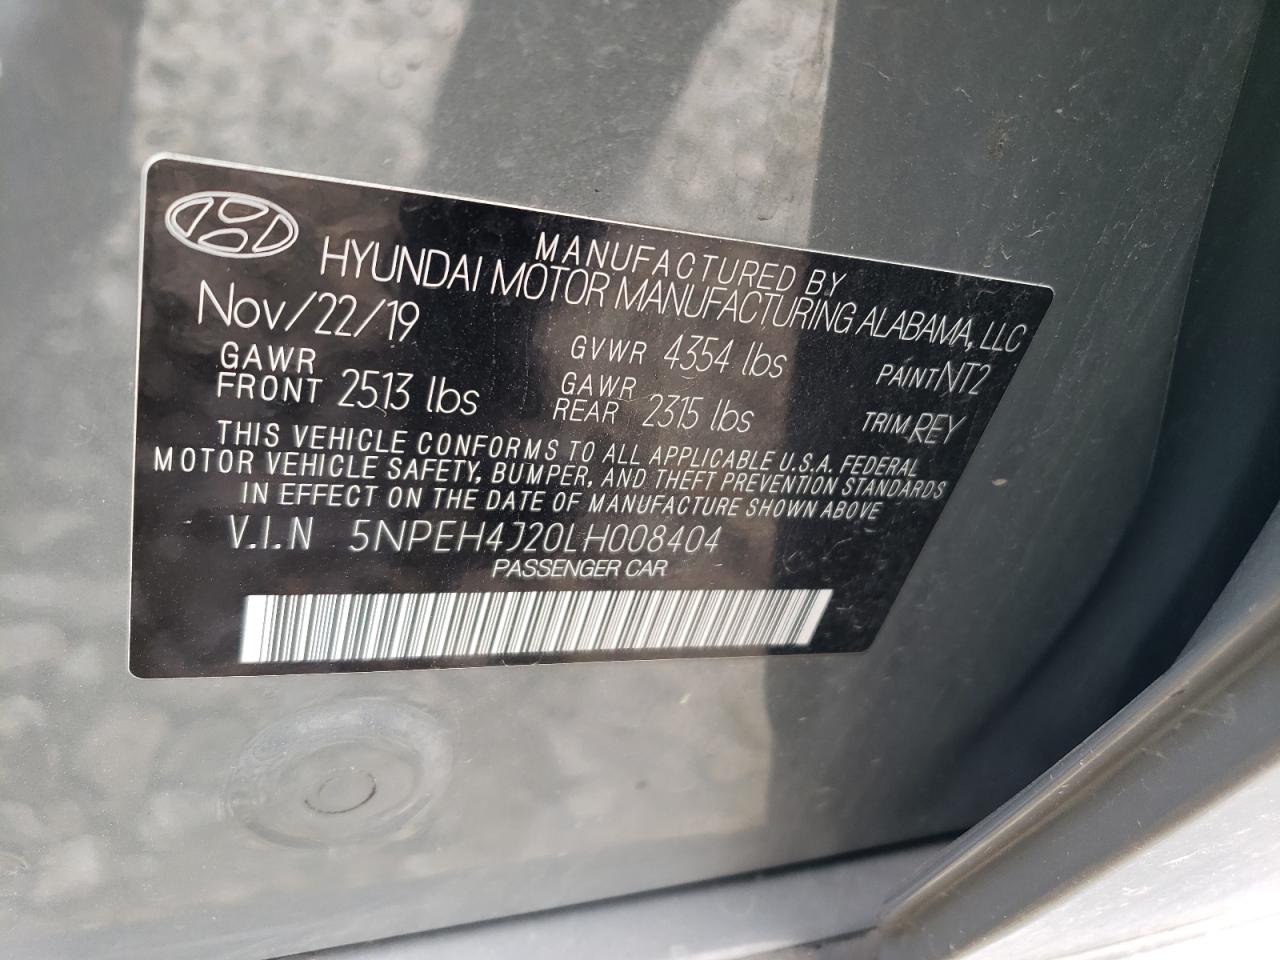 MANUFACTURED BY
HYUNDAI MOTOR MANUFACTURING ALABAMA, LLC
Nov/22/19 GVWR 4354 lbs PAINT NT2
GAWR FRONT 2513 lbs GAWR REAR 2315 lbs TRIM REY
THIS VEHICLE CONFORMS TO ALL APPLICABLE U.S.A. FEDERAL
MOTOR VEHICLE SAFETY, BUMPER, AND THEFT PREVENTION STANDARDS
IN EFFECT ON THE DATE OF MANUFACTURE SHOWN ABOVE
V.I.N 5NPEH4J20LH008404
PASSENGER CAR